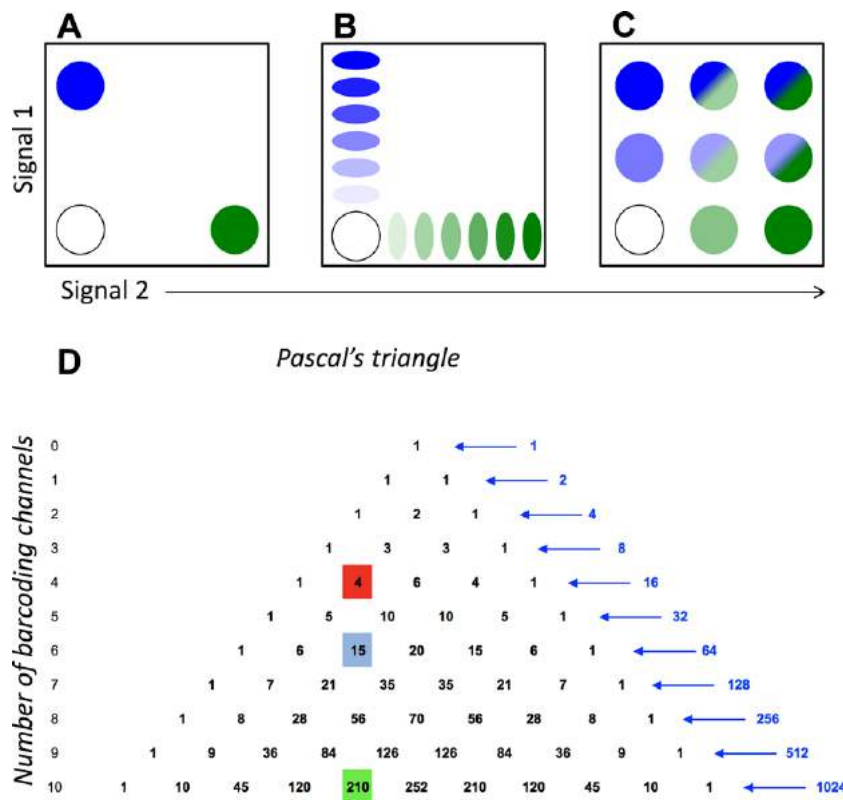 A B C
Signal 1
Signal 2
D Pascal's triangle
Number of barcoding channels
0 1 1
1 1 1 2
2 1 2 1 4
3 1 3 3 1 8
4 1 4 6 4 1 16
5 1 5 10 10 5 1 32
6 1 6 15 20 15 6 1 64
7 1 7 21 35 35 21 7 1 128
8 1 8 28 56 70 56 28 8 1 256
9 1 9 36 84 126 126 84 36 9 1 512
10 1 10 45 120 210 252 210 120 45 10 1 1024